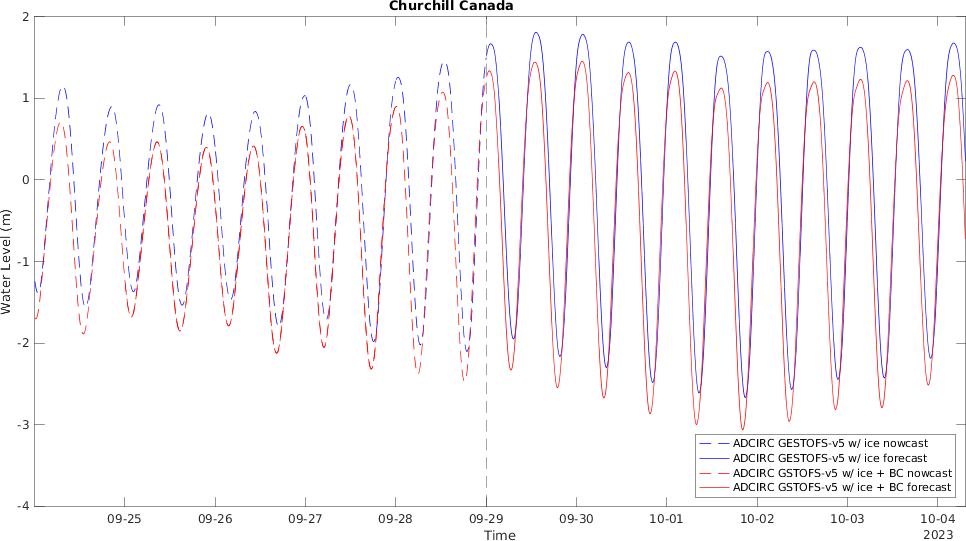 Churchill Canada
2
1
0
-1
-2
-3
-4
Water Level (m)
ADCIRC GESTOFS-v5 w/ ice nowcast
ADCIRC GESTOFS-v5 w/ ice forecast
ADCIRC GSTOFS-v5 w/ ice + BC nowcast
ADCIRC GSTOFS-v5 w/ ice + BC forecast
09-25 09-26 09-27 09-28 09-29 09-30 10-01 10-02 10-03 10-04
Time
2023